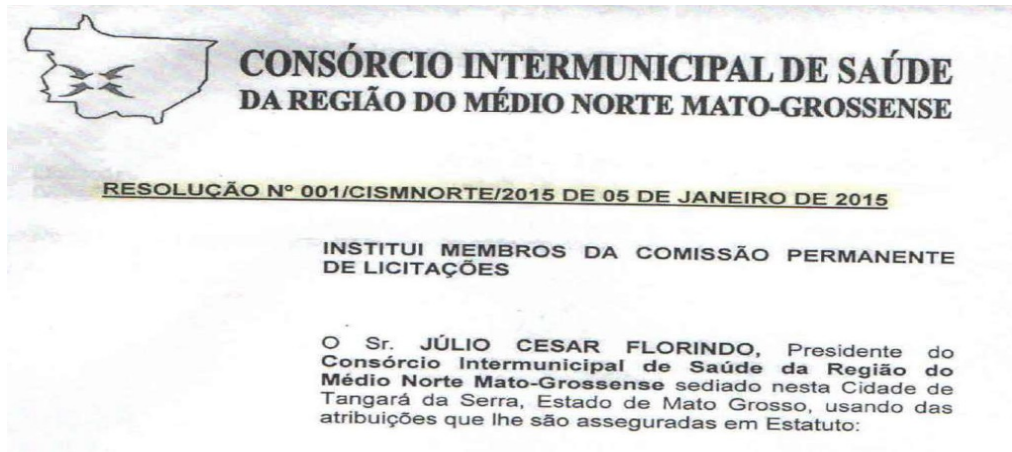 CONSÓRCIO INTERMUNICIPAL DE SAÚDE
DA REGIÃO DO MÉDIO NORTE MATO-GROSSENSE
RESOLUÇÃO Nº 001/CISMNORTE/2015 DE 05 DE JANEIRO DE 2015
INSTITUI MEMBROS DA COMISSÃO PERMANENTE
DE LICITAÇÕES
O Sr. JÚLIO CESAR FLORINDO, Presidente do
Consórcio Intermunicipal de Saúde da Região do
Médio Norte Mato-Grossense sediado nesta Cidade de
Tangará da Serra, Estado de Mato Grosso, usando das
atribuições que lhe são asseguradas em Estatuto: